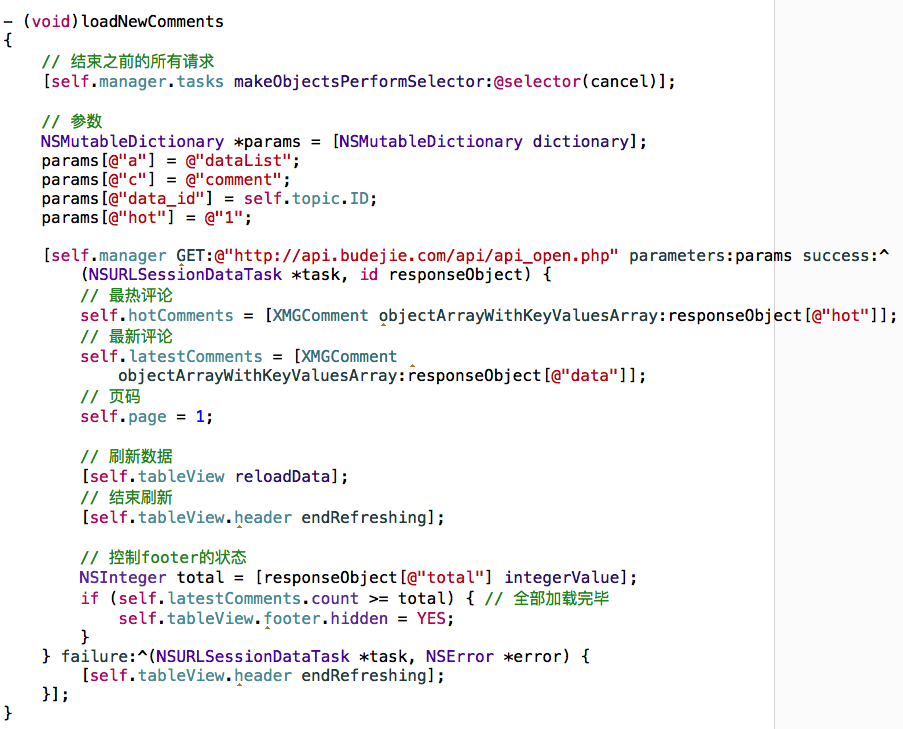 - (void)loadNewComments
{
    // 结束之前的所有请求
    [self.manager.tasks makeObjectsPerformSelector:@selector(cancel)];

    // 参数
    NSMutableDictionary *params = [NSMutableDictionary dictionary];
    params[@"a"] = @"dataList";
    params[@"c"] = @"comment";
    params[@"data_id"] = self.topic.ID;
    params[@"hot"] = @"1";

    [self.manager GET:@"http://api.budejie.com/api/api_open.php" parameters:params success:^
        (NSURLSessionDataTask *task, id responseObject) {
        // 最热评论
        self.hotComments = [XMGComment objectArrayWithKeyValuesArray:responseObject[@"hot"]];
        // 最新评论
        self.latestComments = [XMGComment
            objectArrayWithKeyValuesArray:responseObject[@"data"]];
        // 页码
        self.page = 1;

        // 刷新数据
        [self.tableView reloadData];
        // 结束刷新
        [self.tableView.header endRefreshing];

        // 控制footer的状态
        NSInteger total = [responseObject[@"total"] integerValue];
        if (self.latestComments.count >= total) { // 全部加载完毕
            self.tableView.footer.hidden = YES;
        }
    } failure:^(NSURLSessionDataTask *task, NSError *error) {
        [self.tableView.header endRefreshing];
    }];
}